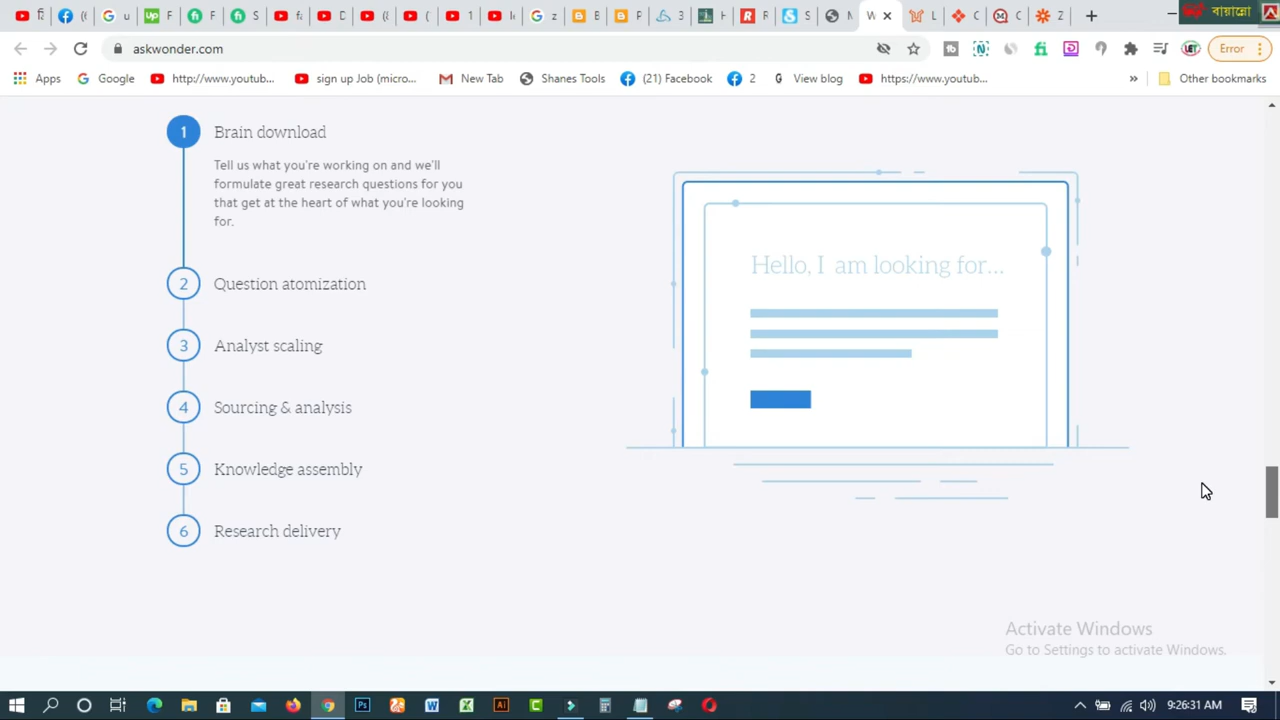 বায়ান্নো
askwonder.com
Error
Apps
Google
http://www.youtub...
sign up Job (micro...
New Tab
Shanes Tools
(21) Facebook
2
View blog
https://www.youtub...
»
Other bookmarks
1 Brain download
Tell us what you're working on and we'll
formulate great research questions for you
that get at the heart of what you're looking
for.
2 Question atomization
3 Analyst scaling
4 Sourcing & analysis
5 Knowledge assembly
6 Research delivery
Hello, I am looking for...
Activate Windows
Go to Settings to activate Windows.
9:26:31 AM